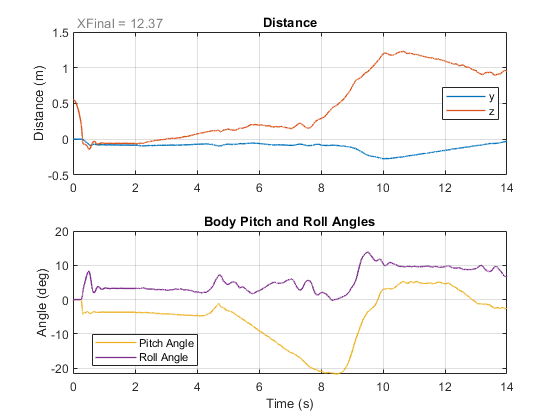 XFinal = 12.37
Distance
Distance (m)
1.5
1
0.5
0
-0.5
y
z
0 2 4 6 8 10 12 14
Body Pitch and Roll Angles
Angle (deg)
20
10
0
-10
-20
Pitch Angle
Roll Angle
0 2 4 6 8 10 12 14
Time (s)